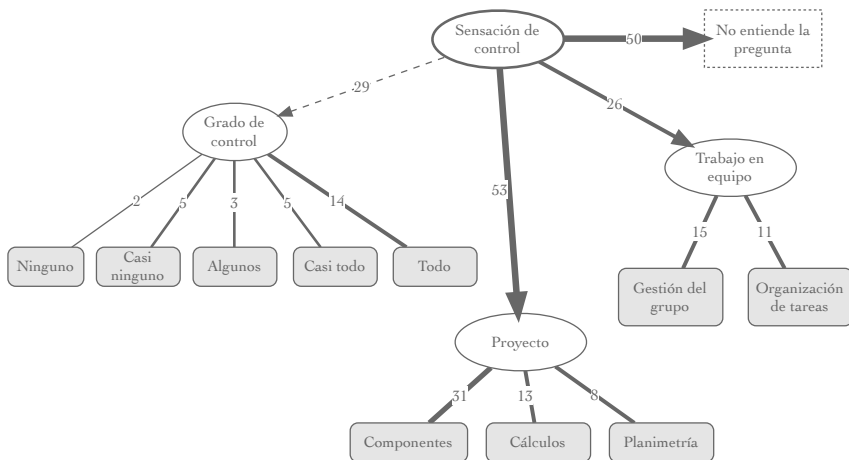 Sensación de
control
50
No entiende la
pregunta
29
26
Grado de
control
Trabajo en
equipo
53
2
5
3
5
14
15
11
Ninguno
Casi
ninguno
Algunos
Casi todo
Todo
Gestión del
grupo
Organización
de tareas
Proyecto
31
13
8
Componentes
Cálculos
Planimetría